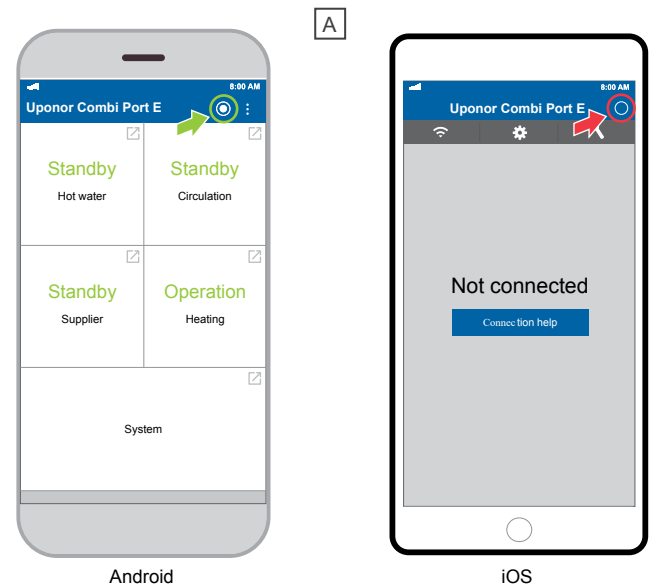 A
8:00 AM
Uponor Combi Port E
Standby
Hot water
Standby
Circulation
Standby
Supplier
Operation
Heating
System
Android
8:00 AM
Uponor Combi Port E
Not connected
Connection help
iOS